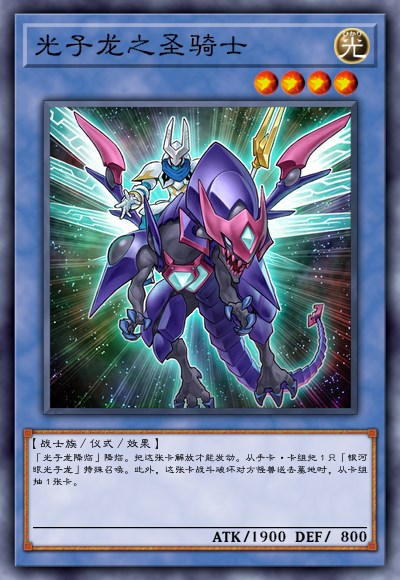 光子龙之圣骑士
光
【战士族／仪式／效果】
「光子龙降临」降临。把这张卡解放才能发动。从手卡·卡组把1只「银河
眼光子龙」特殊召唤。此外，这张卡战斗破坏对方怪兽送去墓地时，从卡组
抽1张卡。
ATK/1900 DEF/ 800